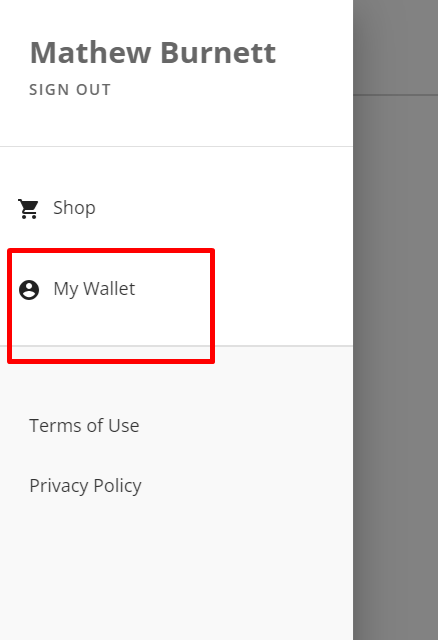 Mathew Burnett
SIGN OUT
Shop
My Wallet
Terms of Use
Privacy Policy